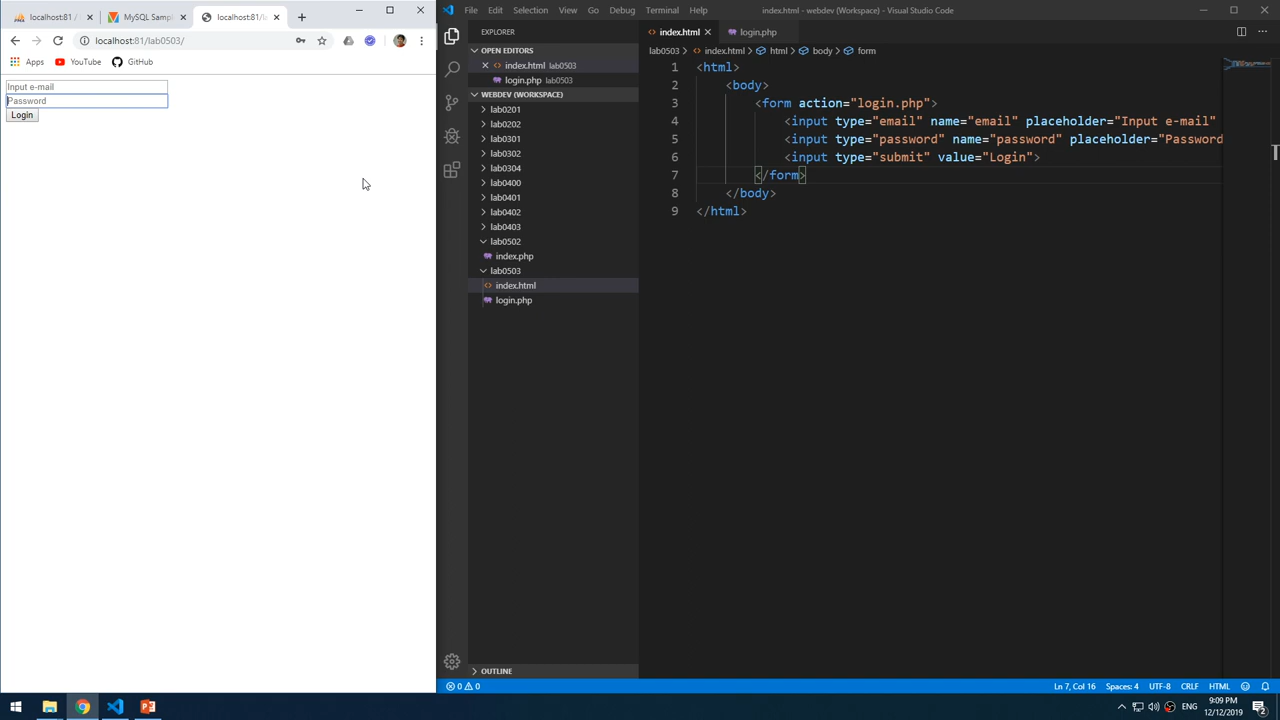 localhost:81 /
MySQL Samp
localhost:81/la
localhost:81/lab0503/
Apps
YouTube
GitHub
Input e-mail
Password
Login
File Edit Selection View Go Debug Terminal Help
index.html - webdev (Workspace) - Visual Studio Code
EXPLORER
OPEN EDITORS
index.html lab0503
login.php lab0503
WEBDEV (WORKSPACE)
lab0201
lab0202
lab0301
lab0302
lab0304
lab0400
lab0401
lab0402
lab0403
lab0502
index.php
lab0503
index.html
login.php
OUTLINE
index.html
login.php
lab0503 > index.html > html > body > form
1 <html>
2 <body>
3 <form action="login.php">
4 <input type="email" name="email" placeholder="Input e-mail"
5 <input type="password" name="password" placeholder="Password
6 <input type="submit" value="Login">
7 </form>
8 </body>
9 </html>
0 0
Ln 7, Col 16 Spaces: 4 UTF-8 CRLF HTML
ENG
9:09 PM
12/12/2019
2